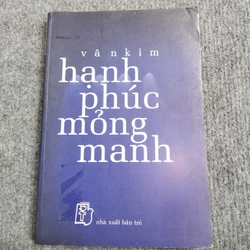 vân kim
hạnh
phúc
mỏng
manh
nhà xuất bản trẻ